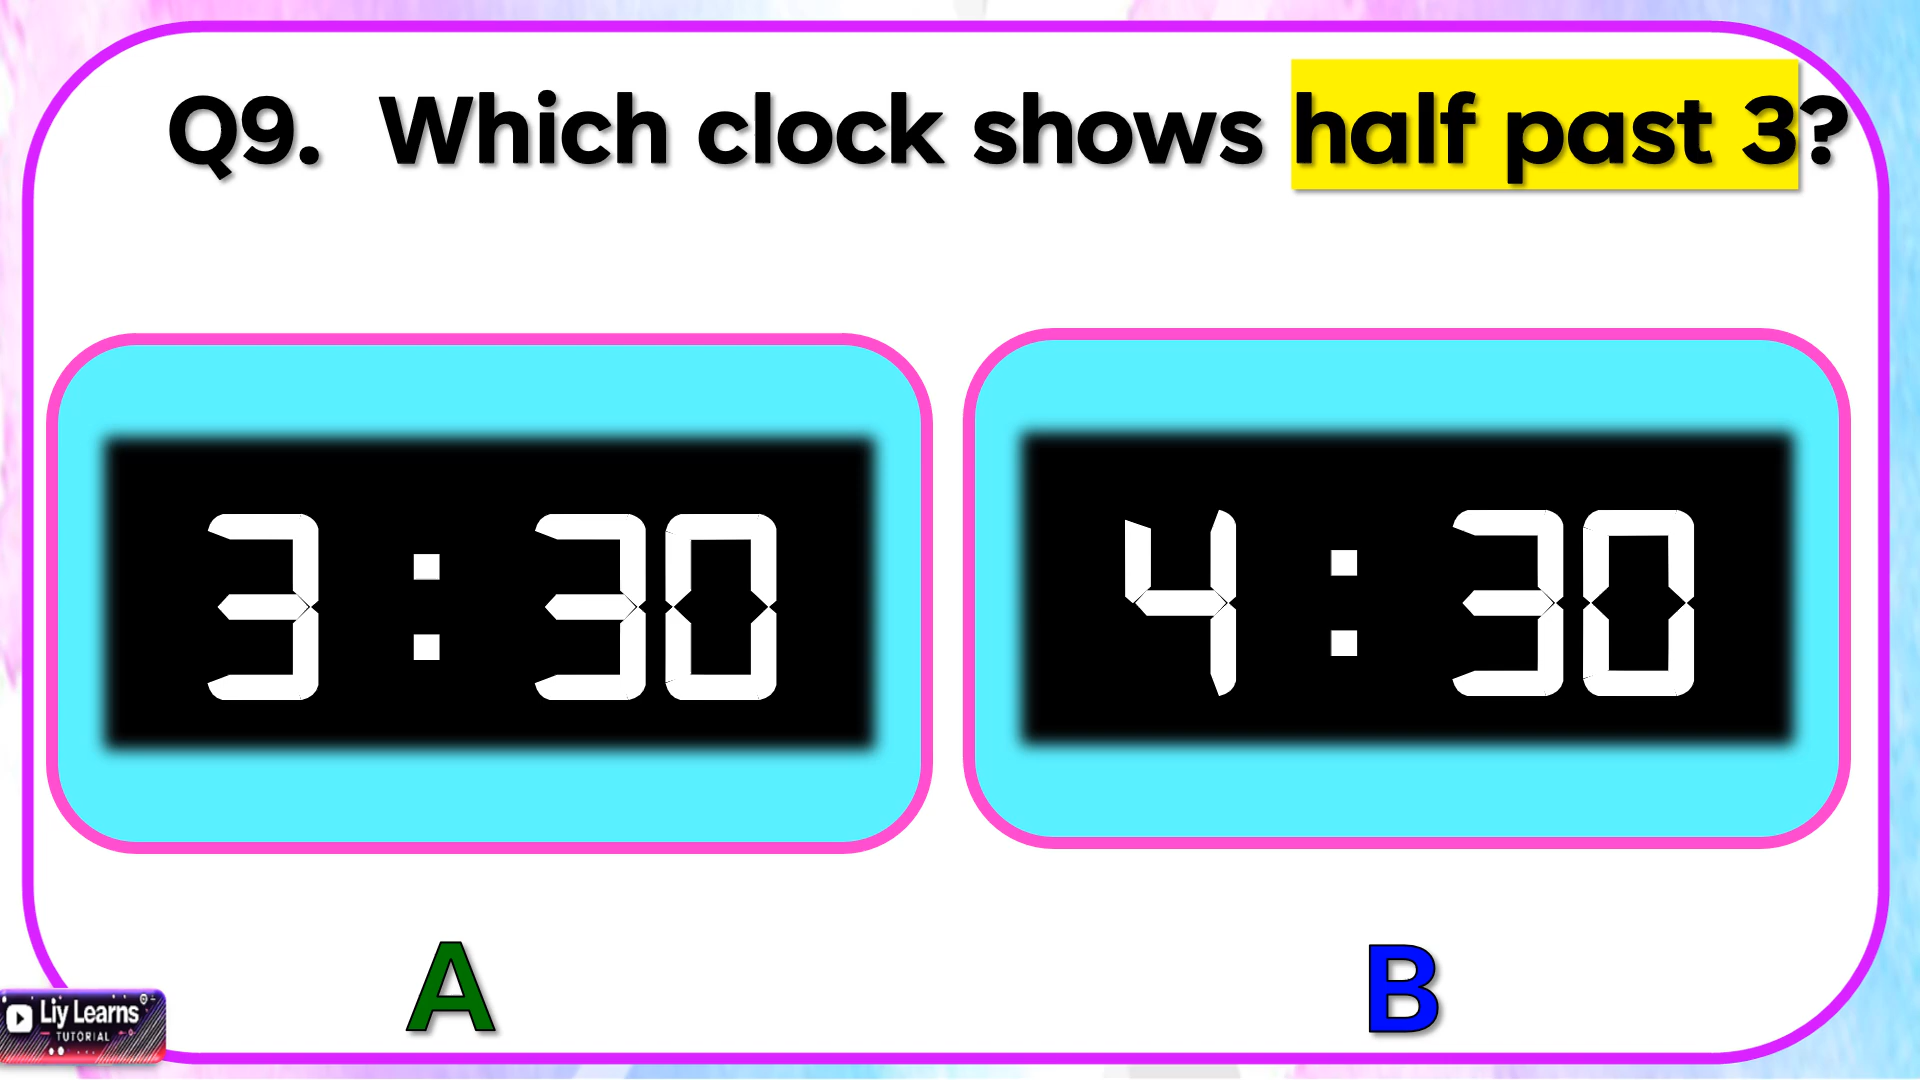 Q9. Which clock shows half past 3?
3 : 30
4 : 30
A
B
Liy Learns
TUTORIAL